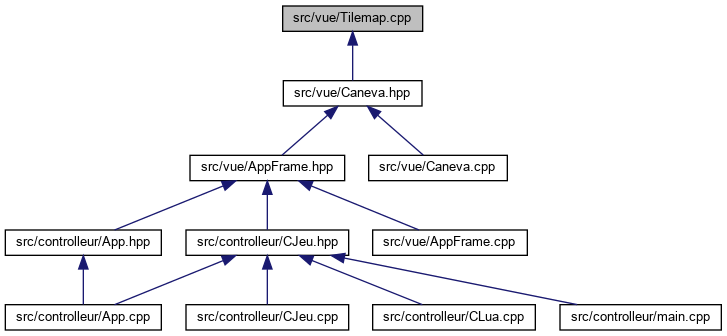 src/vue/Tilemap.cpp
src/vue/Caneva.hpp
src/vue/AppFrame.hpp
src/vue/Caneva.cpp
src/controlleur/App.hpp
src/controlleur/CJeu.hpp
src/vue/AppFrame.cpp
src/controlleur/App.cpp
src/controlleur/CJeu.cpp
src/controlleur/CLua.cpp
src/controlleur/main.cpp